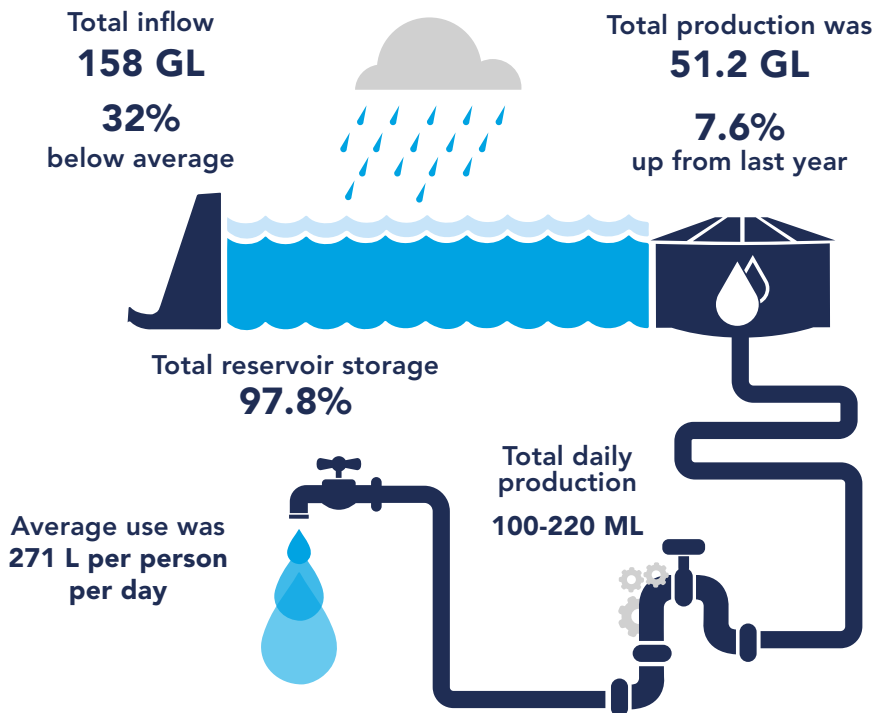 Total inflow
158 GL
32%
below average
Total production was
51.2 GL
7.6%
up from last year
Total reservoir storage
97.8%
Total daily
production
100-220 ML
Average use was
271 L per person
per day